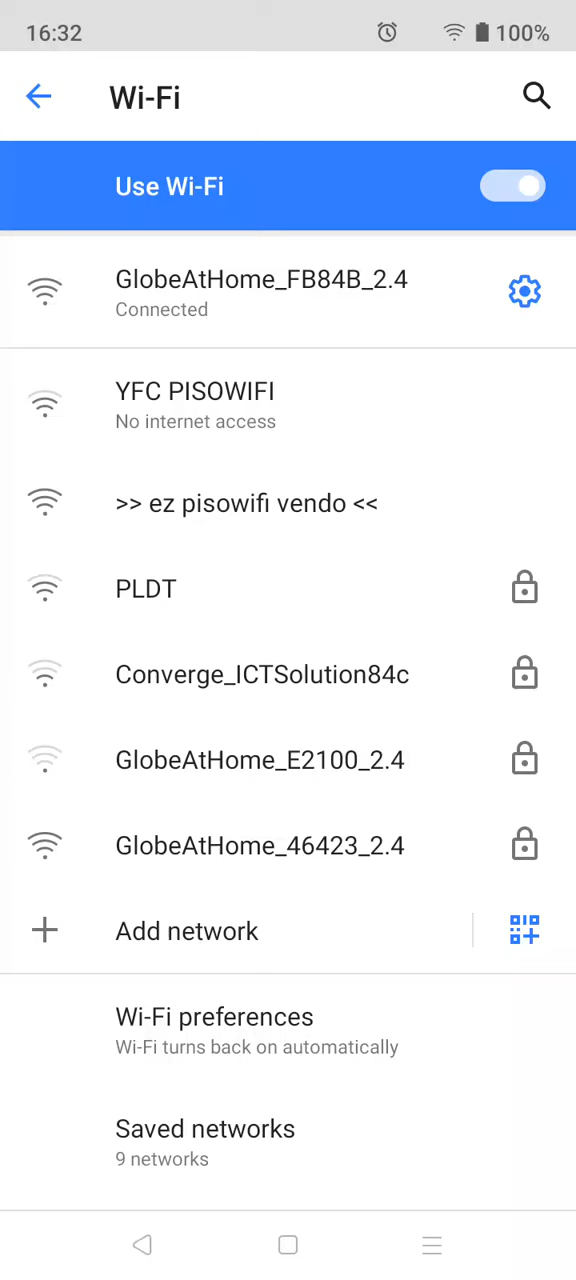 16:32 100%
Wi-Fi
Use Wi-Fi
GlobeAtHome_FB84B_2.4
Connected
YFC PISOWIFI
No internet access
>> ez pisowifi vendo <<
PLDT
Converge_ICTSolution84c
GlobeAtHome_E2100_2.4
GlobeAtHome_46423_2.4
Add network
Wi-Fi preferences
Wi-Fi turns back on automatically
Saved networks
9 networks